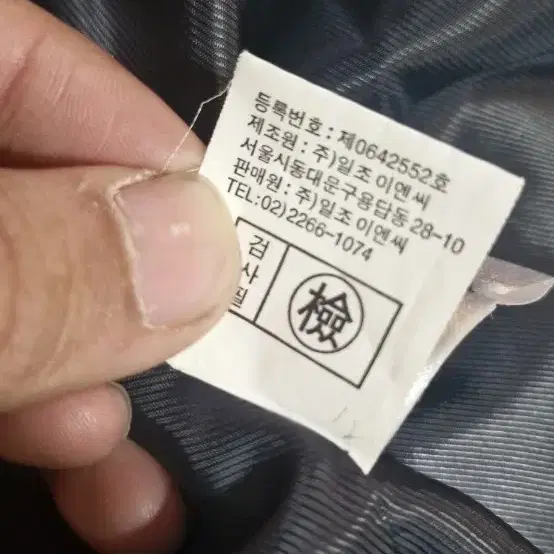 등록번호 : 제0642552호
제조원 : 주)일조 이엔씨
서울시동대문구용답동 28-10
판매원 : 주)일조 이엔씨
TEL:02) 2266-1074
검사필
檢